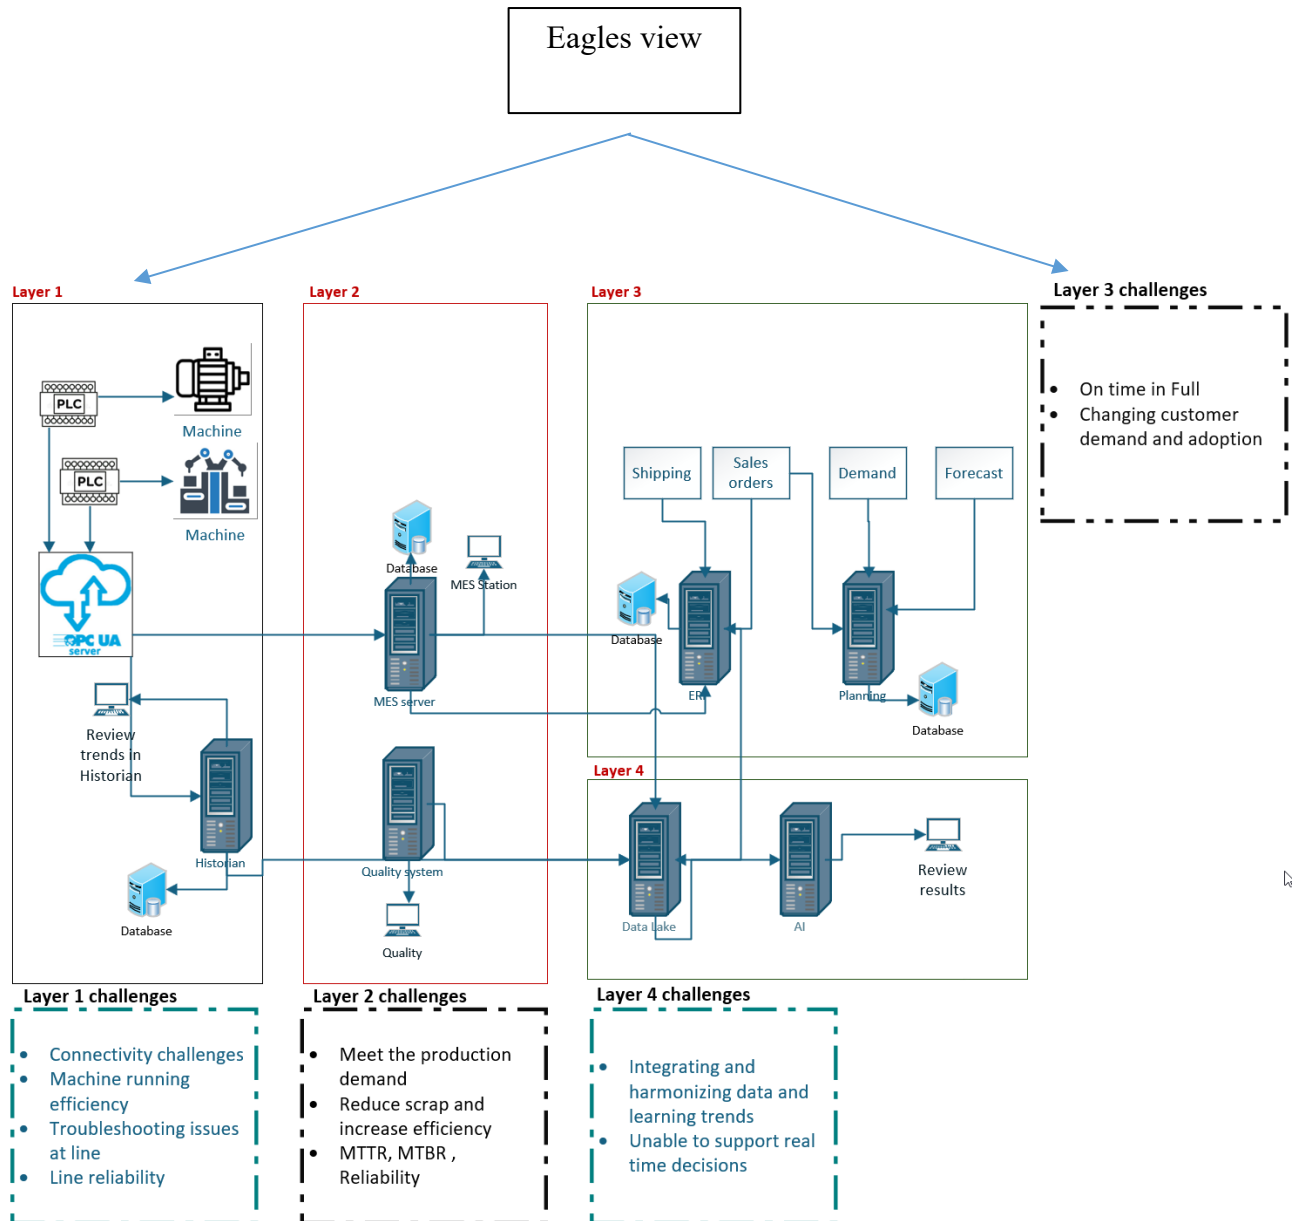 Eagles view
Layer 1
Layer 2
Layer 3
Layer 3 challenges
PLC
Machine
PLC
Machine
OPC UA
server
Review
trends in
Historian
Historian
Database
Database
MES Station
MES server
Quality system
Quality
Shipping
Sales
orders
Demand
Forecast
Database
Planning
Database
Layer 4
Data Lake
AI
Review
results
• On time in Full
• Changing customer
demand and adoption
Layer 1 challenges
• Connectivity challenges
• Machine running
efficiency
• Troubleshooting issues
at line
• Line reliability
Layer 2 challenges
• Meet the production
demand
• Reduce scrap and
increase efficiency
• MTTR, MTBR ,
Reliability
Layer 4 challenges
• Integrating and
harmonizing data and
learning trends
• Unable to support real
time decisions